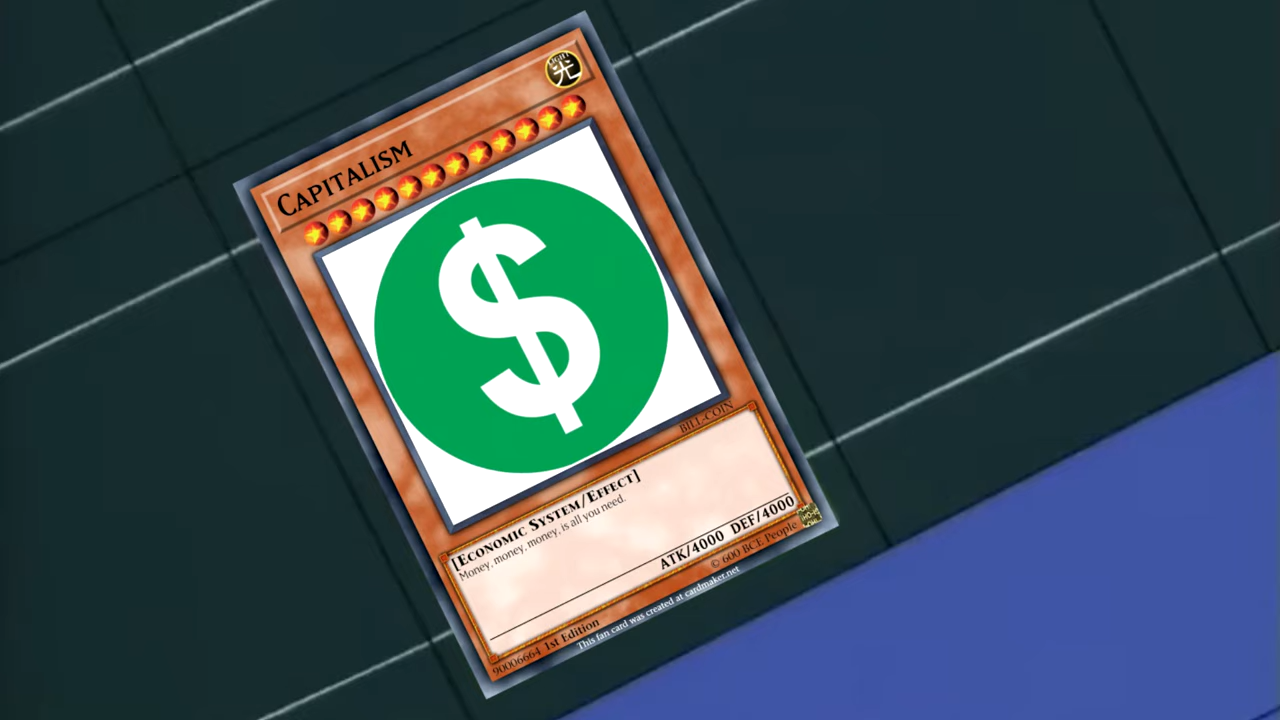 CAPITALISM
LIGHT
光
$
BILL-COIN
[ECONOMIC SYSTEM/EFFECT]
Money, money, money, is all you need.
ATK/4000 DEF/4000
90006664 1st Edition © 600 BCE People
This fan card was created at cardmaker.net